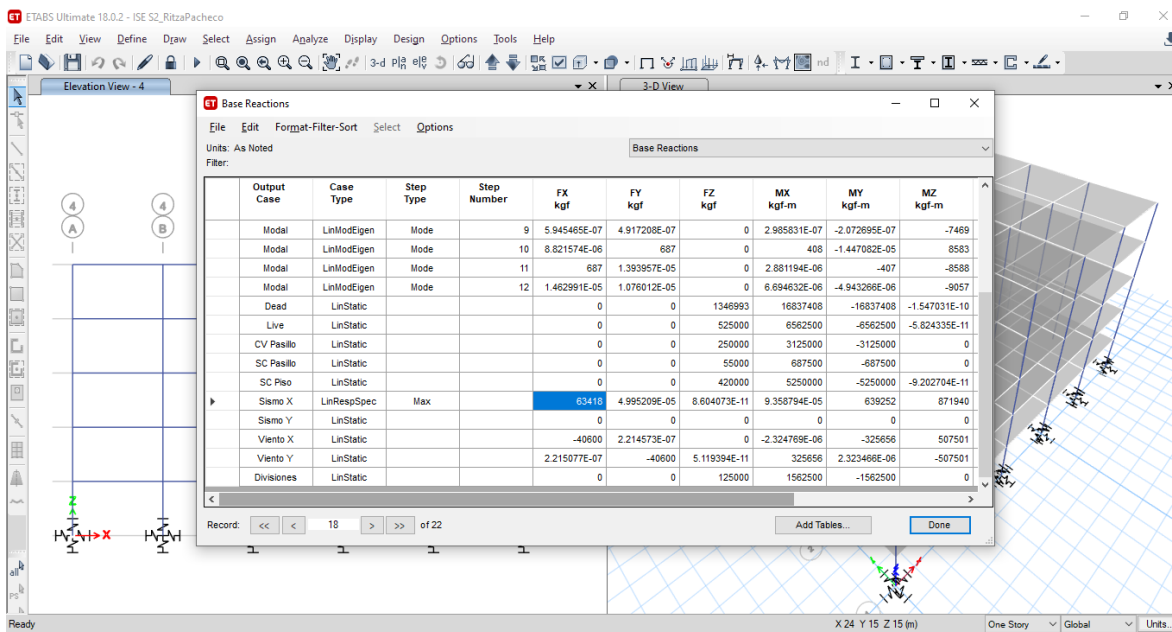 ETABS Ultimate 18.0.2 - ISE S2_RitzaPacheco
File Edit View Define Draw Select Assign Analyze Display Design Options Tools Help
3-d nd
Elevation View - 4
3-D View
Base Reactions
File Edit Format-Filter-Sort Select Options
Units: As Noted Base Reactions
Filter:
Output Case Case Type Step Type Step Number FX kgf FY kgf FZ kgf MX kgf-m MY kgf-m MZ kgf-m
Modal LinModEigen Mode 9 5.945465E-07 4.917208E-07 0 2.985831E-07 -2.072695E-07 -7469
Modal LinModEigen Mode 10 8.821574E-06 687 0 408 -1.447082E-05 8583
Modal LinModEigen Mode 11 687 1.393957E-05 0 2.881194E-06 -407 -8588
Modal LinModEigen Mode 12 1.462991E-05 1.076012E-05 0 6.694632E-06 -4.943266E-06 -9057
Dead LinStatic 0 0 1346993 16837408 -16837408 -1.547031E-10
Live LinStatic 0 0 525000 6562500 -6562500 -5.824335E-11
CV Pasillo LinStatic 0 0 250000 3125000 -3125000 0
SC Pasillo LinStatic 0 0 55000 687500 -687500 0
SC Piso LinStatic 0 0 420000 5250000 -5250000 -9.202704E-11
Sismo X LinRespSpec Max 63418 4.995209E-05 8.604073E-11 9.358794E-05 639252 871940
Sismo Y LinStatic 0 0 0 0 0 0
Viento X LinStatic -40600 2.214573E-07 0 -2.324769E-06 -325656 507501
Viento Y LinStatic 2.215077E-07 -40600 5.119394E-11 325656 2.323466E-06 -507501
Divisiones LinStatic 0 0 125000 1562500 -1562500 0
Record: << < 18 > >> of 22 Add Tables... Done
4 4
A B
Z
X
all
Ready X 24 Y 15 Z 15 (m) One Story Global Units...